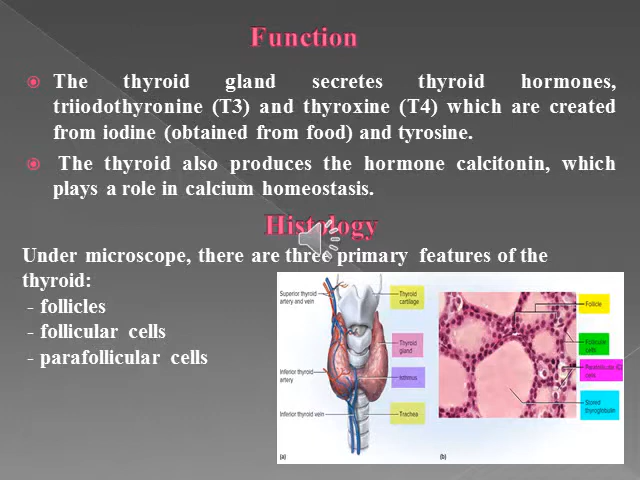 Function
The thyroid gland secretes thyroid hormones,
triiodothyronine (T3) and thyroxine (T4) which are created
from iodine (obtained from food) and tyrosine.
The thyroid also produces the hormone calcitonin, which
plays a role in calcium homeostasis.
Histology
Under microscope, there are three primary features of the
thyroid:
- follicles
- follicular cells
- parafollicular cells
Superior thyroid
artery and vein
Thyroid
cartilage
Thyroid
gland
Inferior thyroid
artery
Isthmus
Inferior thyroid vein
Trachea
(a)
Follicle
Follicular
cells
Parafollicular (C)
cells
Stored
thyroglobulin
(b)